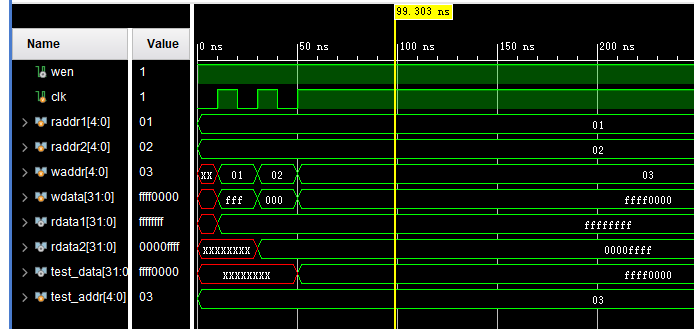 99.303 ns
Name Value
0 ns 50 ns 100 ns 150 ns 200 ns
wen 1
clk 1
raddr1[4:0] 01 01
raddr2[4:0] 02 02
waddr[4:0] 03 XX 01 02 03
wdata[31:0] ffff0000 fff 000 ffff0000
rdata1[31:0] ffffffff ffffffff
rdata2[31:0] 0000ffff XXXXXXXX 0000ffff
test_data[31:0 ffff0000 XXXXXXXX ffff0000
test_addr[4:0] 03 03